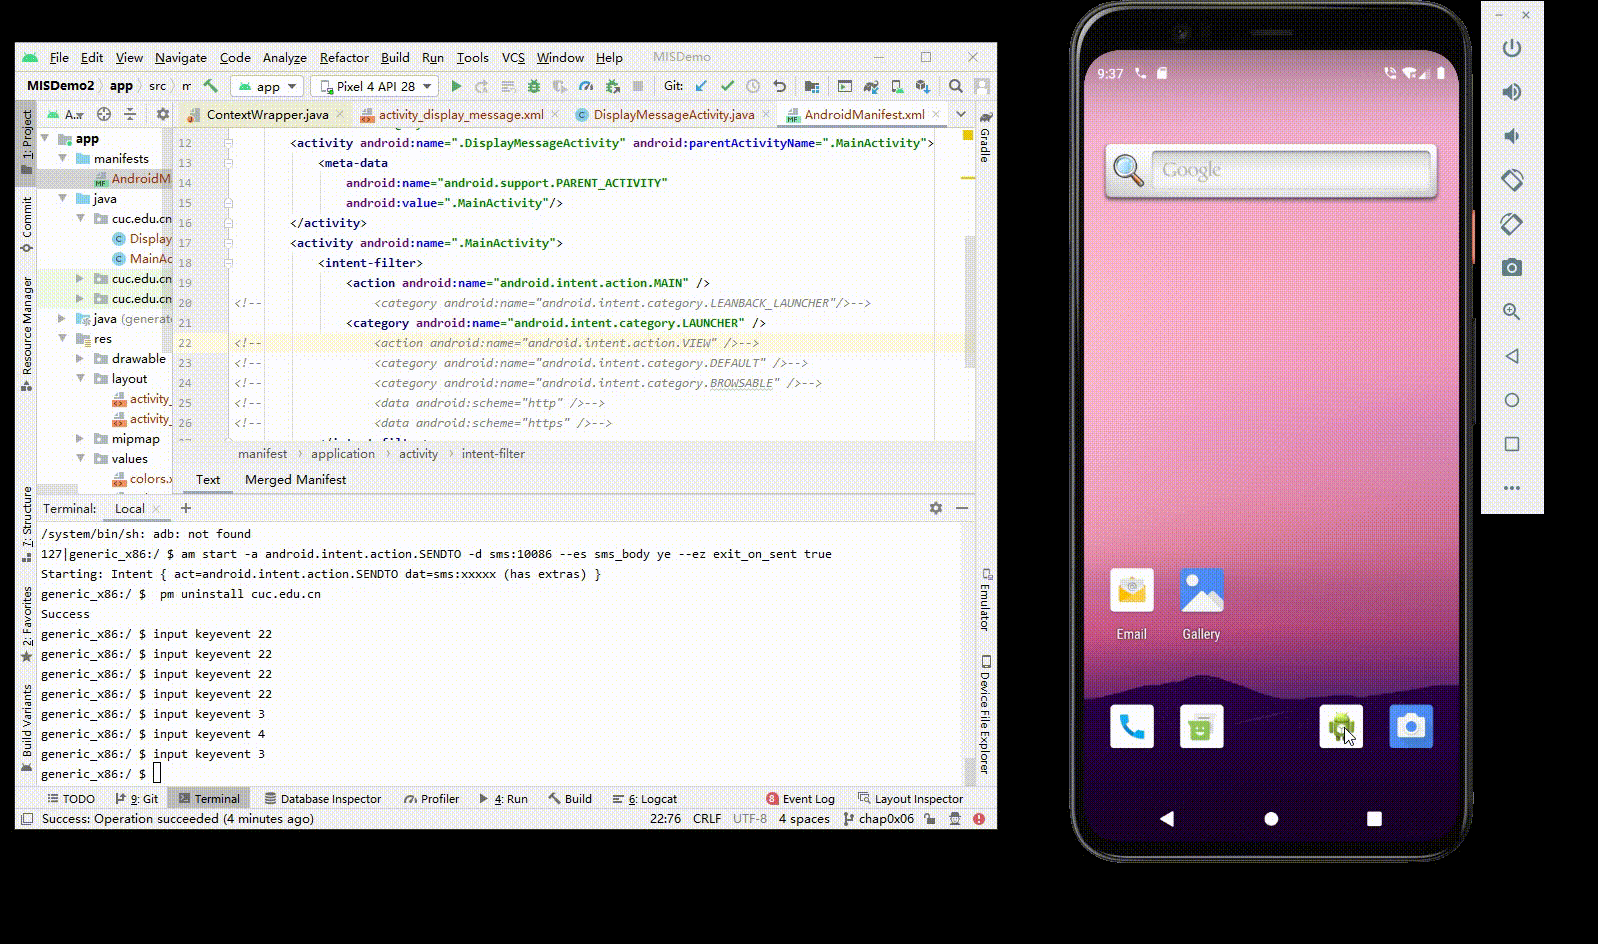 File Edit View Navigate Code Analyze Refactor Build Run Tools VCS Window Help MISDemo
MISDemo2 app src m app Pixel 4 API 28 Git:
A.. ContextWrapper.java activity_display_message.xml DisplayMessageActivity.java AndroidManifest.xml
1: Project
Commit
Resource Manager
7: Structure
2: Favorites
Build Variants
app
manifests
AndroidM
java
cuc.edu.cn
Display
MainAc
cuc.edu.cn
cuc.edu.cn
java (generate
res
drawable
layout
activity_
activity_
mipmap
values
colors.x
12 <activity android:name=".DisplayMessageActivity" android:parentActivityName=".MainActivity">
13 <meta-data
14 android:name="android.support.PARENT_ACTIVITY"
15 android:value=".MainActivity"/>
16 </activity>
17 <activity android:name=".MainActivity">
18 <intent-filter>
19 <action android:name="android.intent.action.MAIN" />
20 <!-- <category android:name="android.intent.category.LEANBACK_LAUNCHER"/>-->
21 <category android:name="android.intent.category.LAUNCHER" />
22 <!-- <action android:name="android.intent.action.VIEW" />-->
23 <!-- <category android:name="android.intent.category.DEFAULT" />-->
24 <!-- <category android:name="android.intent.category.BROWSABLE" />-->
25 <!-- <data android:scheme="http" />-->
26 <!-- <data android:scheme="https" />-->
manifest › application › activity › intent-filter
Text Merged Manifest
Gradle
Emulator
Device File Explorer
Terminal: Local
/system/bin/sh: adb: not found
127|generic_x86:/ $ am start -a android.intent.action.SENDTO -d sms:10086 --es sms_body ye --ez exit_on_sent true
Starting: Intent { act=android.intent.action.SENDTO dat=sms:xxxxx (has extras) }
generic_x86:/ $  pm uninstall cuc.edu.cn
Success
generic_x86:/ $ input keyevent 22
generic_x86:/ $ input keyevent 22
generic_x86:/ $ input keyevent 22
generic_x86:/ $ input keyevent 22
generic_x86:/ $ input keyevent 3
generic_x86:/ $ input keyevent 4
generic_x86:/ $ input keyevent 3
generic_x86:/ $
TODO 9: Git Terminal Database Inspector Profiler 4: Run Build 6: Logcat 8 Event Log Layout Inspector
Success: Operation succeeded (4 minutes ago) 22:76 CRLF UTF-8 4 spaces chap0x06
9:37
Google
Email Gallery